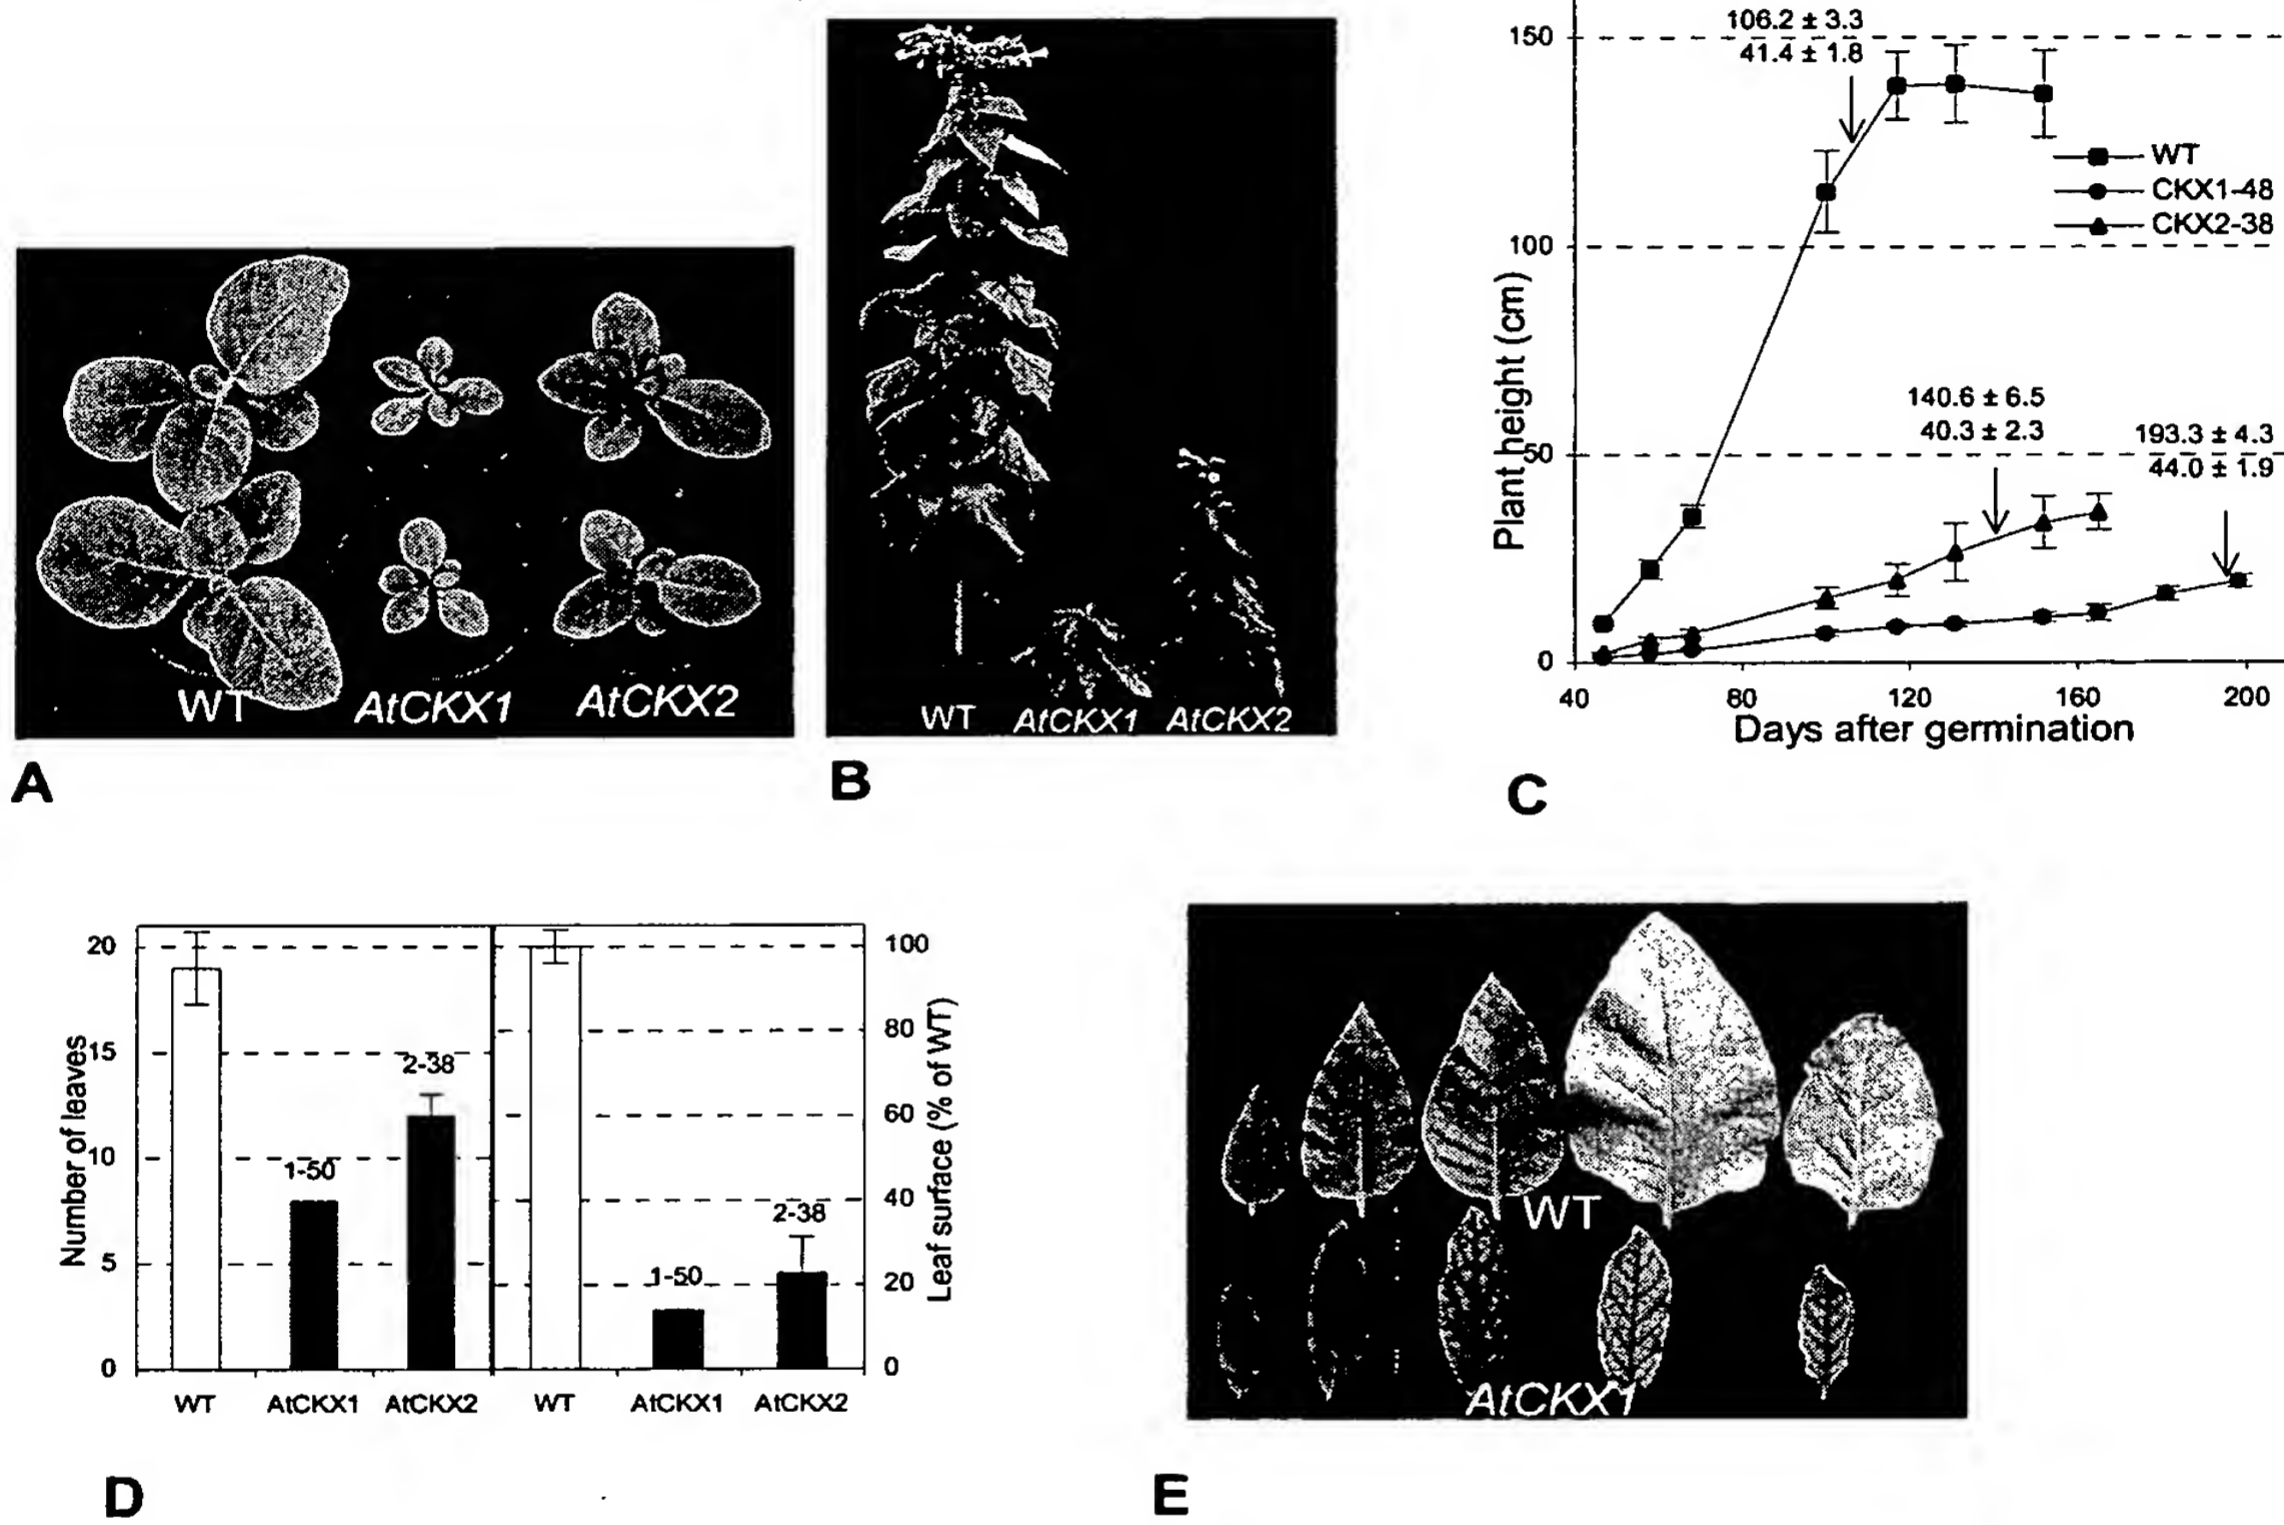 WT AtCKX1 AtCKX2
A
WT AtCKX1 AtCKX2
B
Plant height (cm)
150
100
50
0
106.2 ± 3.3
41.4 ± 1.8
WT
CKX1-48
CKX2-38
140.6 ± 6.5
40.3 ± 2.3
193.3 ± 4.3
44.0 ± 1.9
40 80 120 160 200
Days after germination
C
Number of leaves
20
15
10
5
0
1-50
2-38
WT AtCKX1 AtCKX2
1-50
2-38
WT AtCKX1 AtCKX2
100
80
60
40
20
0
Leaf surface (% of WT)
D
WT
AtCKX1
E